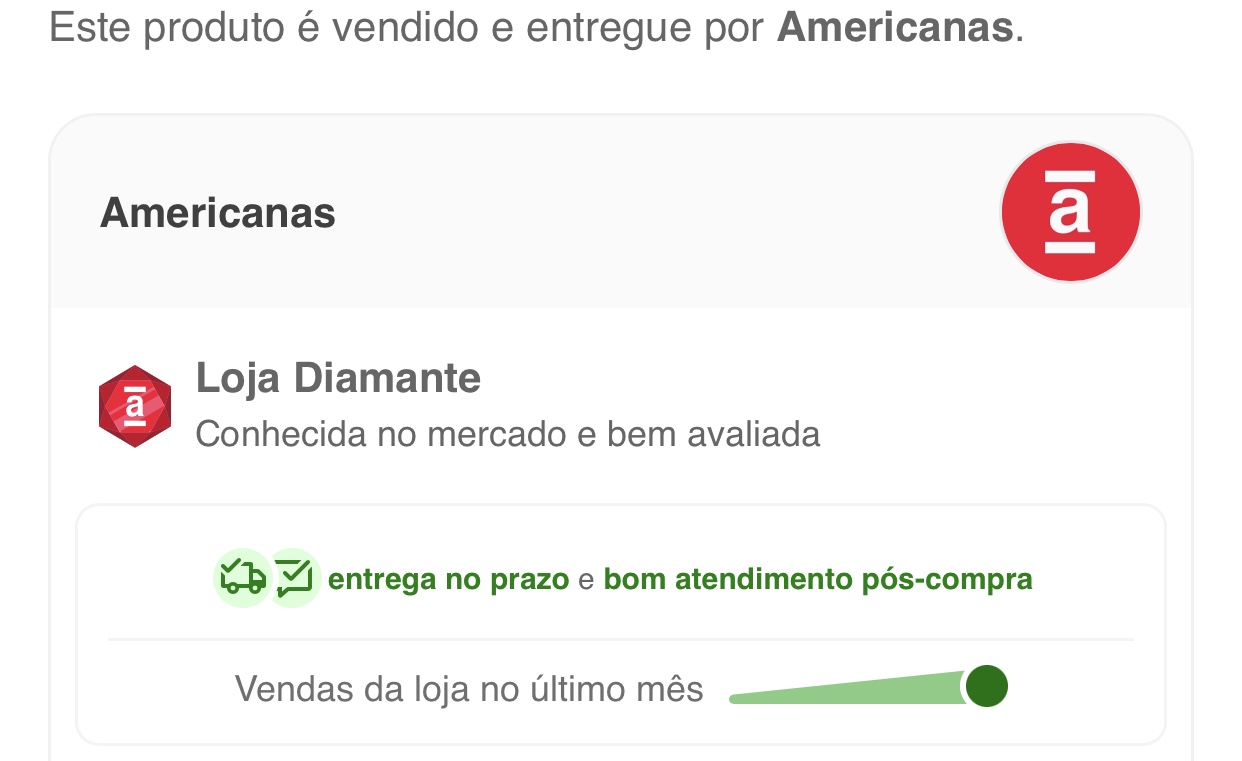 Este produto é vendido e entregue por Americanas.
Americanas
a
Loja Diamante
a
Conhecida no mercado e bem avaliada
entrega no prazo e bom atendimento pós-compra
Vendas da loja no último mês